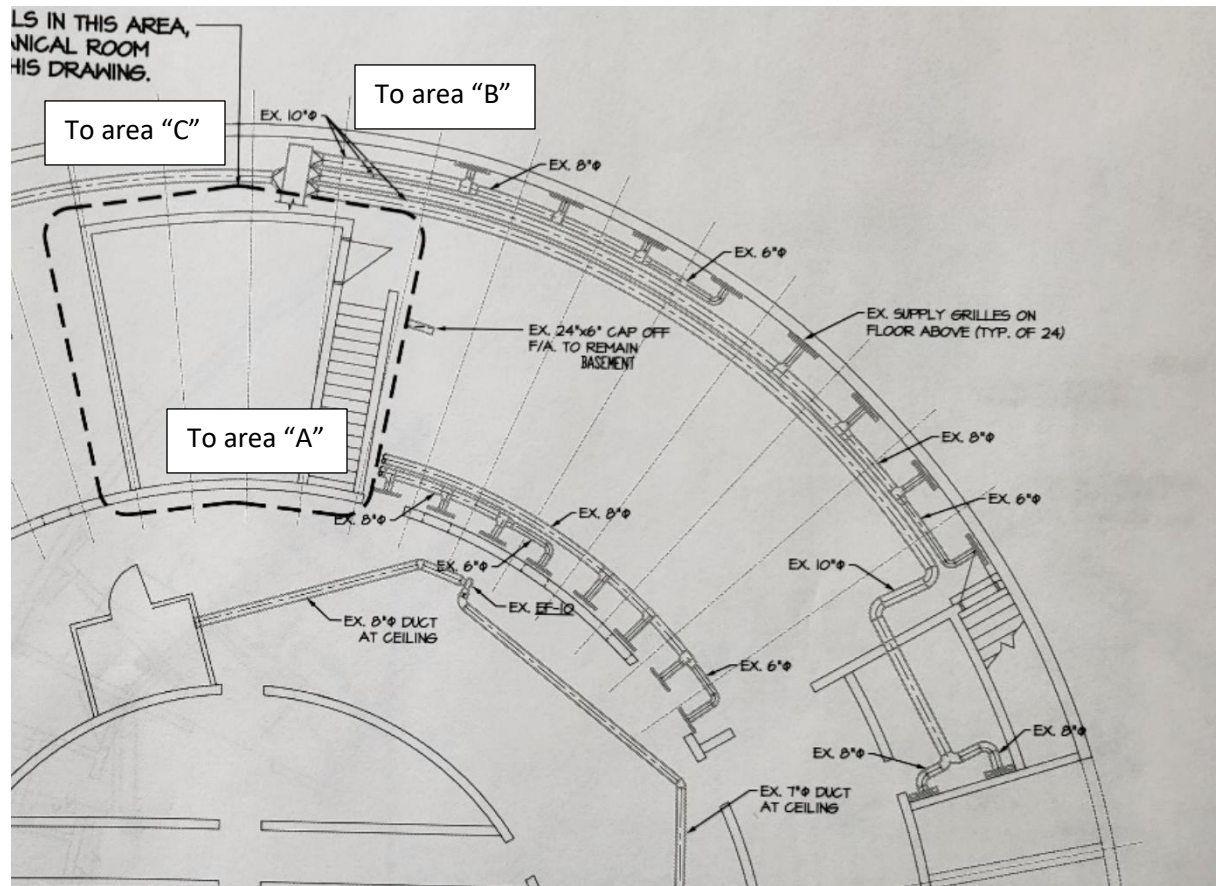 LS IN THIS AREA,
ANICAL ROOM
HIS DRAWING.
To area "C"
To area "B"
EX. 10"Φ
EX. 8"Φ
EX. 6"Φ
EX. SUPPLY GRILLES ON
FLOOR ABOVE (TYP. OF 24)
EX. 24"x6" CAP OFF
F/A. TO REMAIN
BASEMENT
To area "A"
EX. 8"Φ
EX. 8"Φ
EX. 8"Φ
EX. 6"Φ
EX. 6"Φ
EX. 10"Φ
EX. EF-10
EX. 8"Φ DUCT
AT CEILING
EX. 6"Φ
EX. 8"Φ
EX. 8"Φ
EX. 7"Φ DUCT
AT CEILING